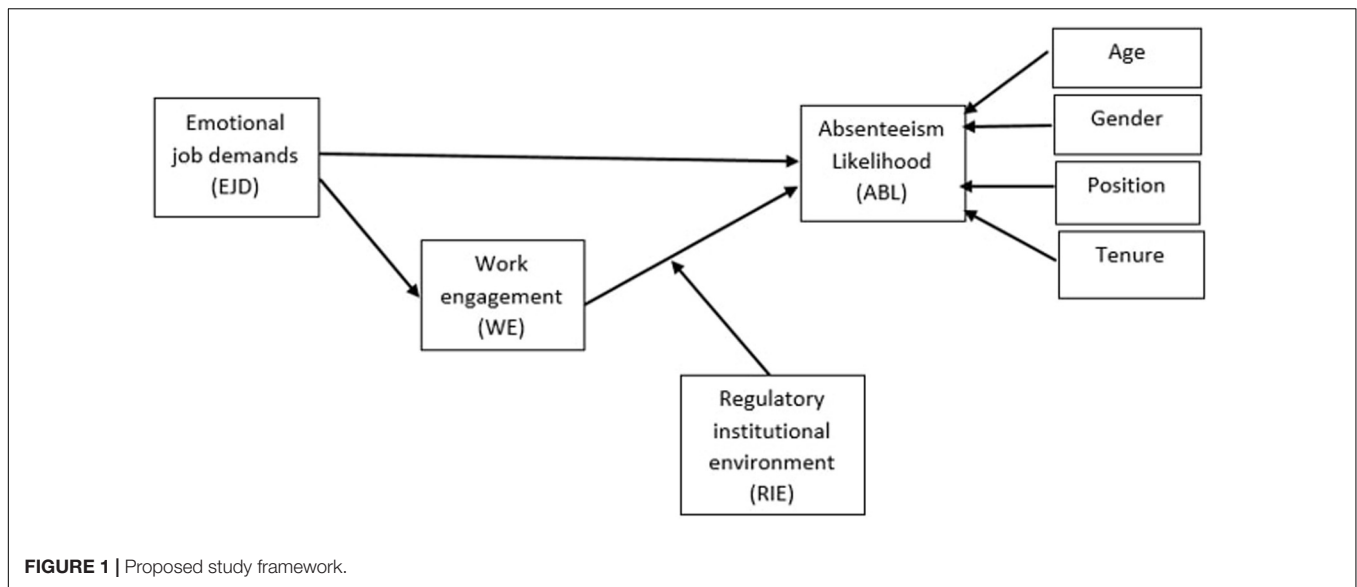 Emotional
job demands
(EJD)
Work
engagement
(WE)
Absenteeism
Likelihood
(ABL)
Age
Gender
Position
Tenure
Regulatory
institutional
environment
(RIE)
FIGURE 1 | Proposed study framework.